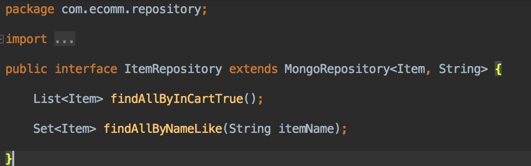 package com.ecomm.repository;
import ...
public interface ItemRepository extends MongoRepository<Item, String> {
List<Item> findAllByInCartTrue();
Set<Item> findAllByNameLike(String itemName);
}